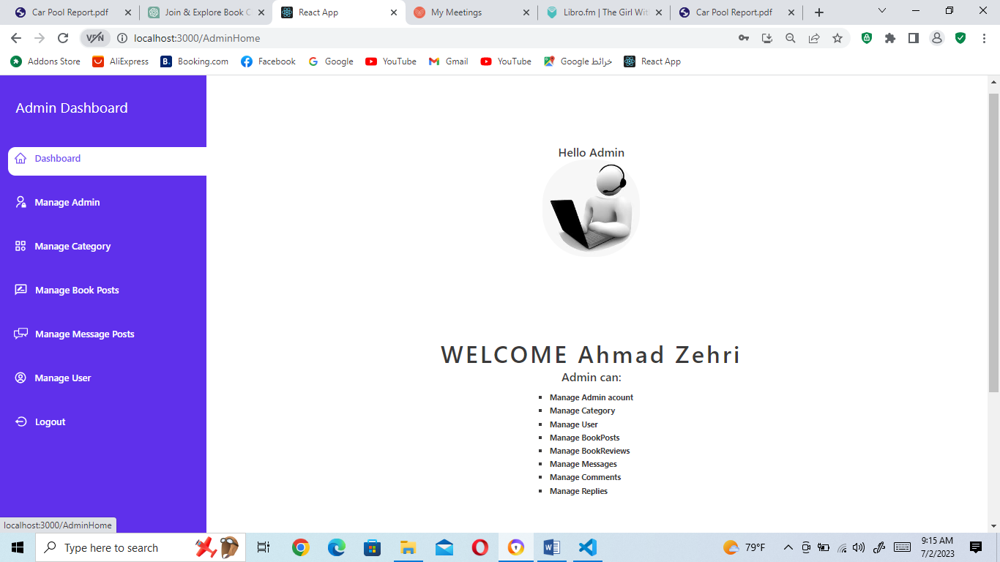 Car Pool Report.pdf
Join & Explore Book C
React App
My Meetings
Libro.fm | The Girl Wit
Car Pool Report.pdf
VPN
localhost:3000/AdminHome
Addons Store
AliExpress
B.
Booking.com
Facebook
Google
YouTube
Gmail
YouTube
خرائط Google
React App
Admin Dashboard
Dashboard
Manage Admin
Manage Category
Manage Book Posts
Manage Message Posts
Manage User
Logout
Hello Admin
WELCOME Ahmad Zehri
Admin can:
Manage Admin acount
Manage Category
Manage User
Manage BookPosts
Manage BookReviews
Manage Messages
Manage Comments
Manage Replies
localhost:3000/AdminHome
Type here to search
79°F
9:15 AM
7/2/2023